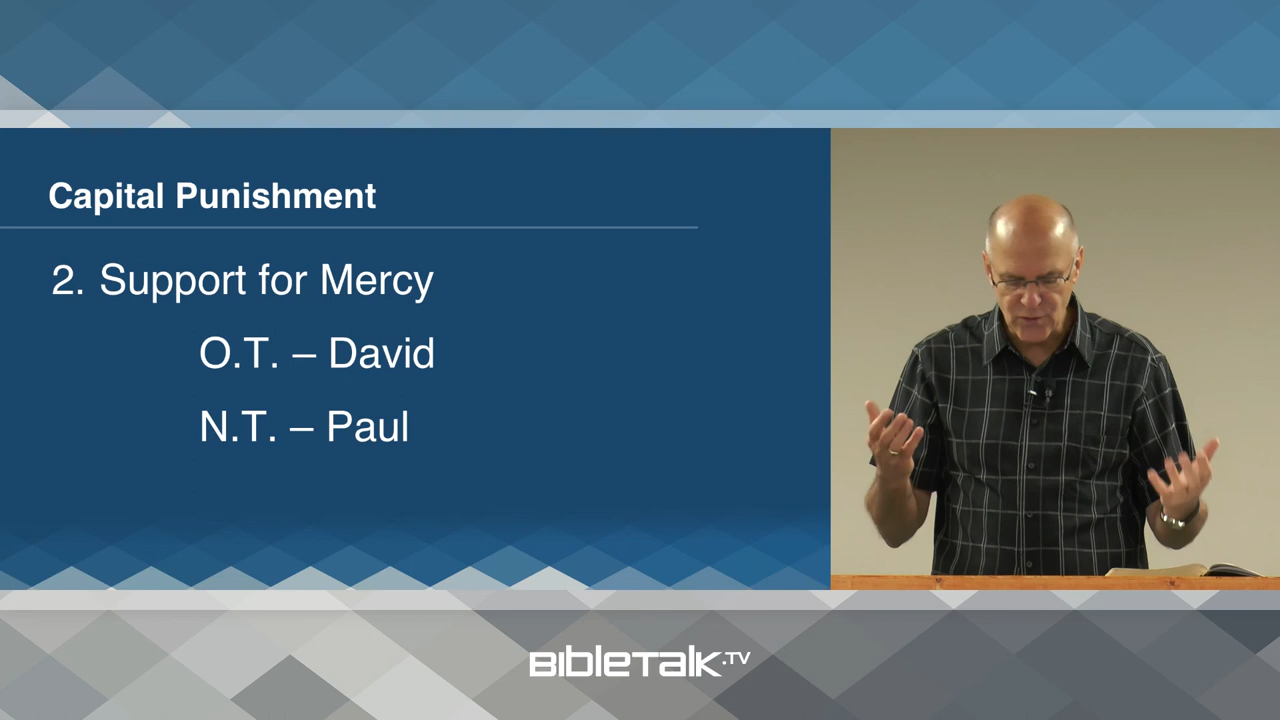 Capital Punishment
2. Support for Mercy
O.T. – David
N.T. – Paul
BIBLETALK.TV